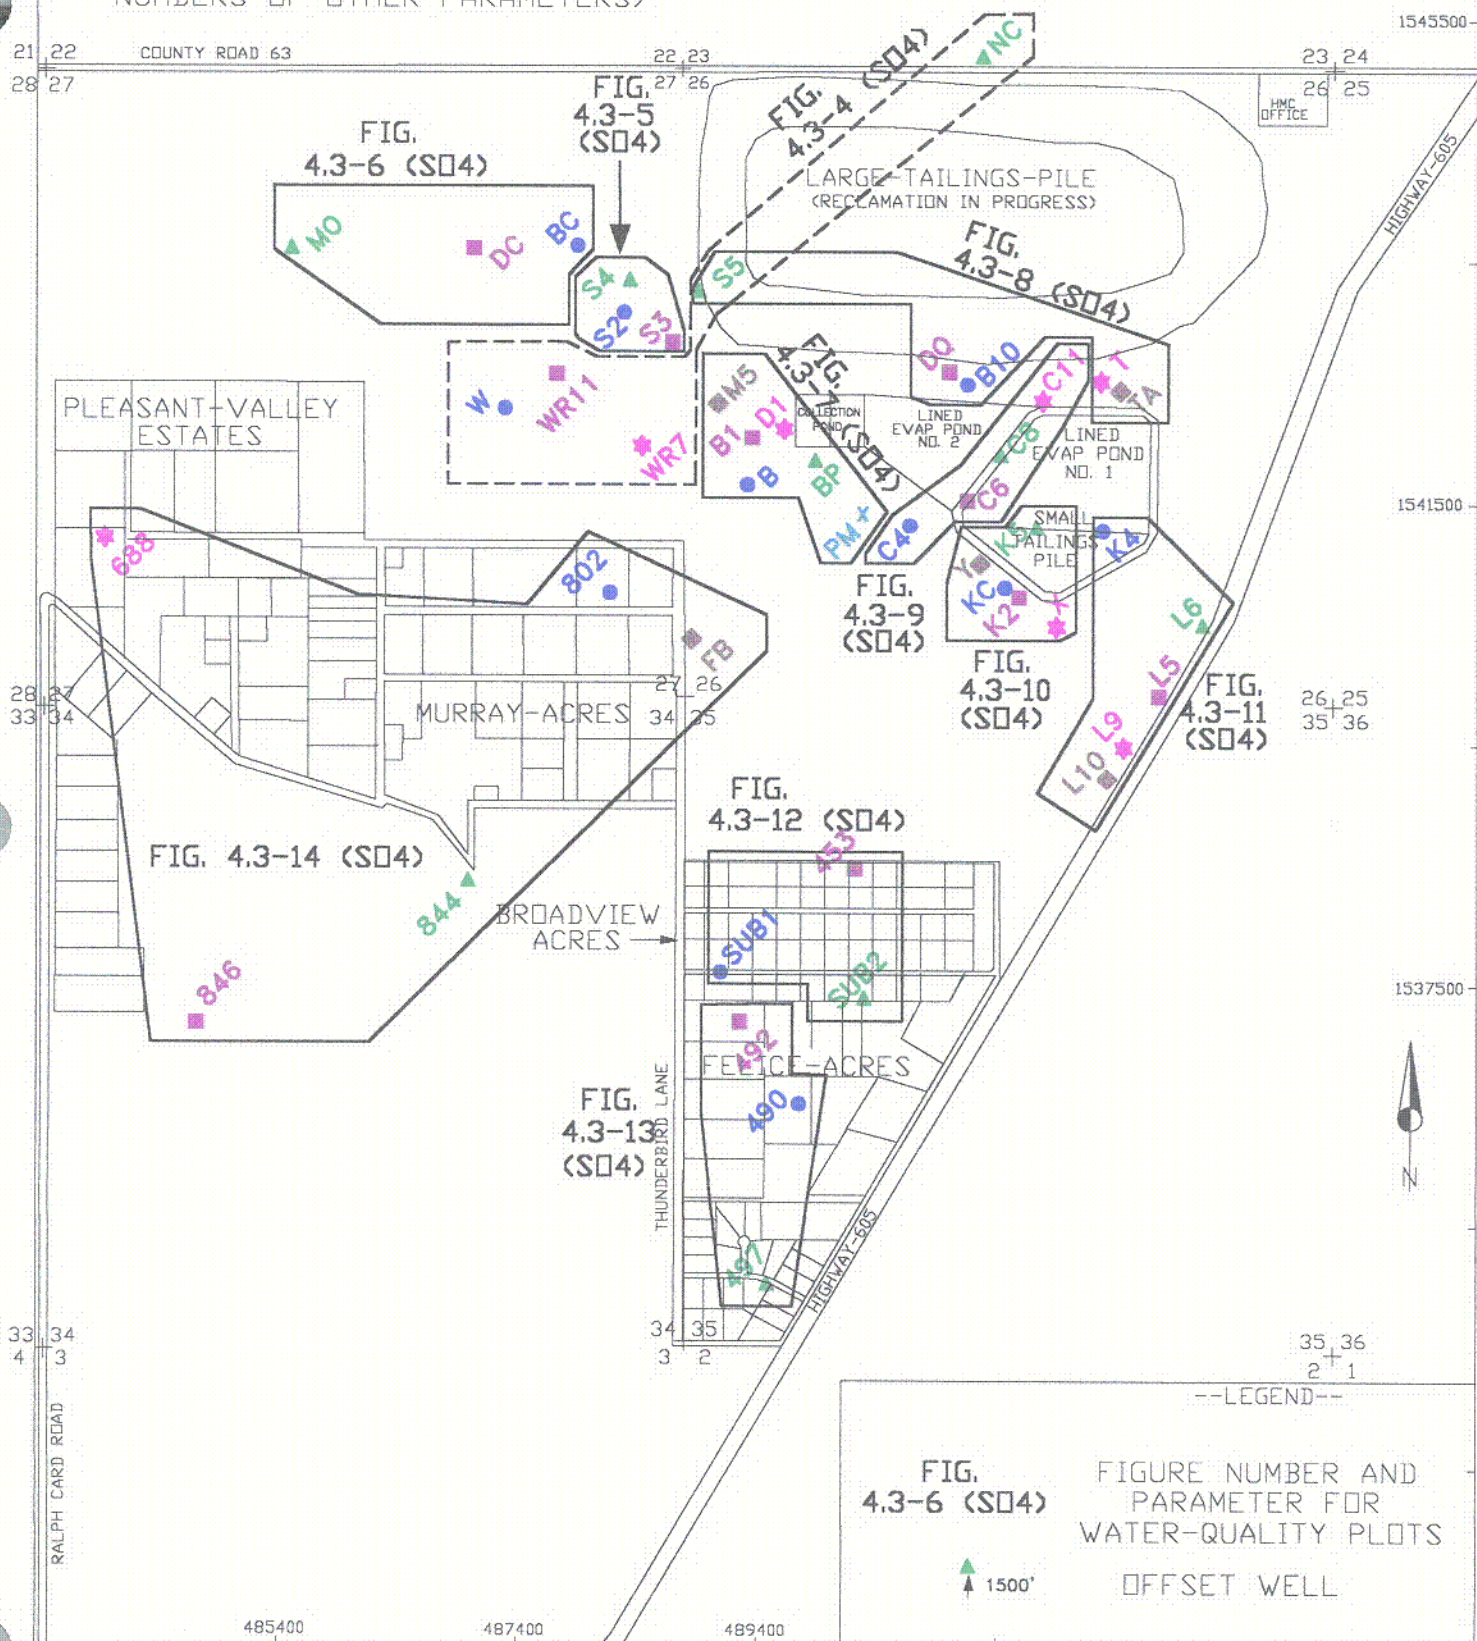 NUMBERS OF OTHER PARAMETERS)
1545500
21 22
28 27
COUNTY ROAD 63
22 23
27 26
23 24
26 25
HMC
OFFICE
NC
FIG.
4.3-4 (SO4)
FIG.
4.3-5
(SO4)
FIG.
4.3-6 (SO4)
LARGE-TAILINGS-PILE
(RECLAMATION IN PROGRESS)
HIGHWAY-605
MO
DC
BC
S4
S2
S3
S5
FIG.
4.3-8 (SO4)
FIG.
4.3-7 (SO4)
DQ
B10
C11
T
TA
W
WR11
WR7
M5
B1
D1
B
BP
PM
COLLECTION
POND
LINED
EVAP POND
NO. 2
C8
C6
C4
LINED
EVAP POND
NO. 1
PLEASANT-VALLEY
ESTATES
1541500
SMALL
TAILINGS
PILE
K5
K4
Y
KC
K2
X
688
802
FB
FIG.
4.3-9
(SO4)
FIG.
4.3-10
(SO4)
L6
L5
L9
L10
FIG.
4.3-11
(SO4)
28 27
33 34
27 26
34 35
26 25
35 36
MURRAY-ACRES
FIG.
4.3-12 (SO4)
453
FIG. 4.3-14 (SO4)
844
846
BROADVIEW
ACRES
SUB1
SUB2
1537500
492
FELICE-ACRES
490
FIG.
4.3-13
(SO4)
THUNDERBIRD LANE
497
HIGHWAY-605
N
33 34
4 3
34 35
3 2
35 36
2 1
RALPH CARD ROAD
--LEGEND--
FIG.
4.3-6 (SO4)
FIGURE NUMBER AND
PARAMETER FOR
WATER-QUALITY PLOTS
1500'
OFFSET WELL
485400
487400
489400